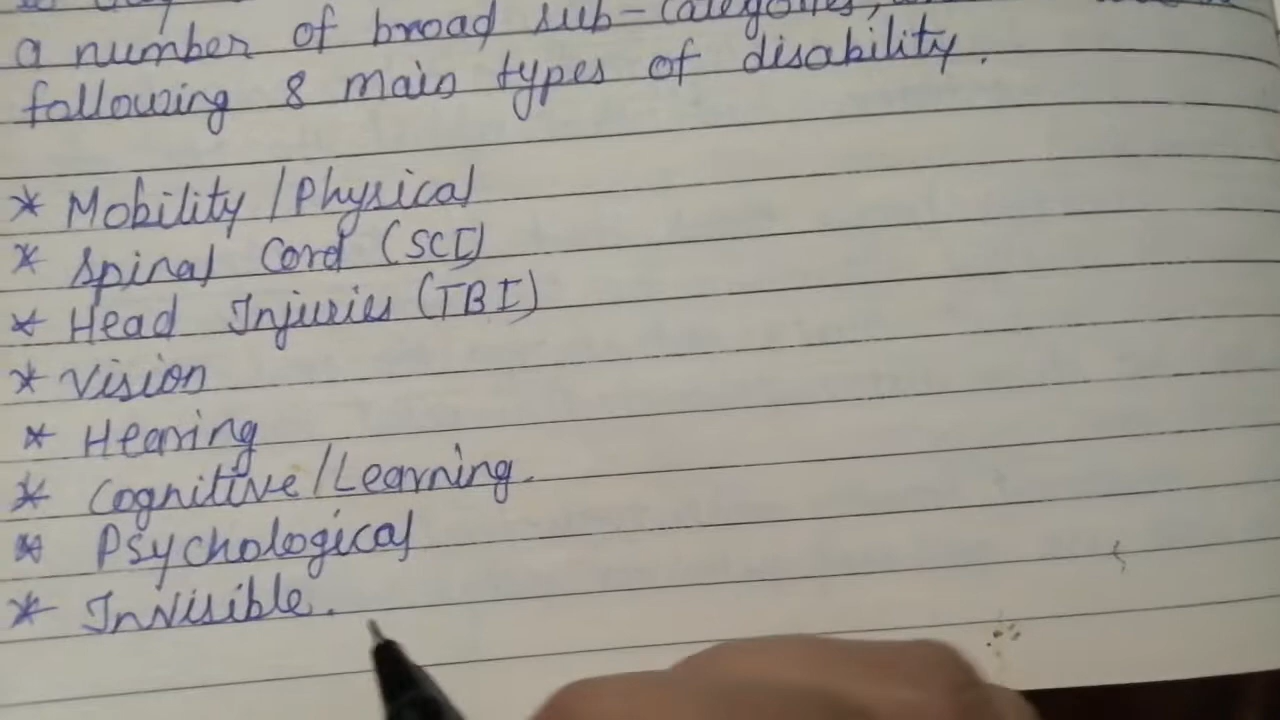 a number of broad sub-categories,
following 8 main types of disability.
* Mobility / Physical
* Spinal Cord (SCI)
* Head Injuries (TBI)
* Vision
* Hearing
* Cognitive / Learning.
* Psychological
* Invisible.